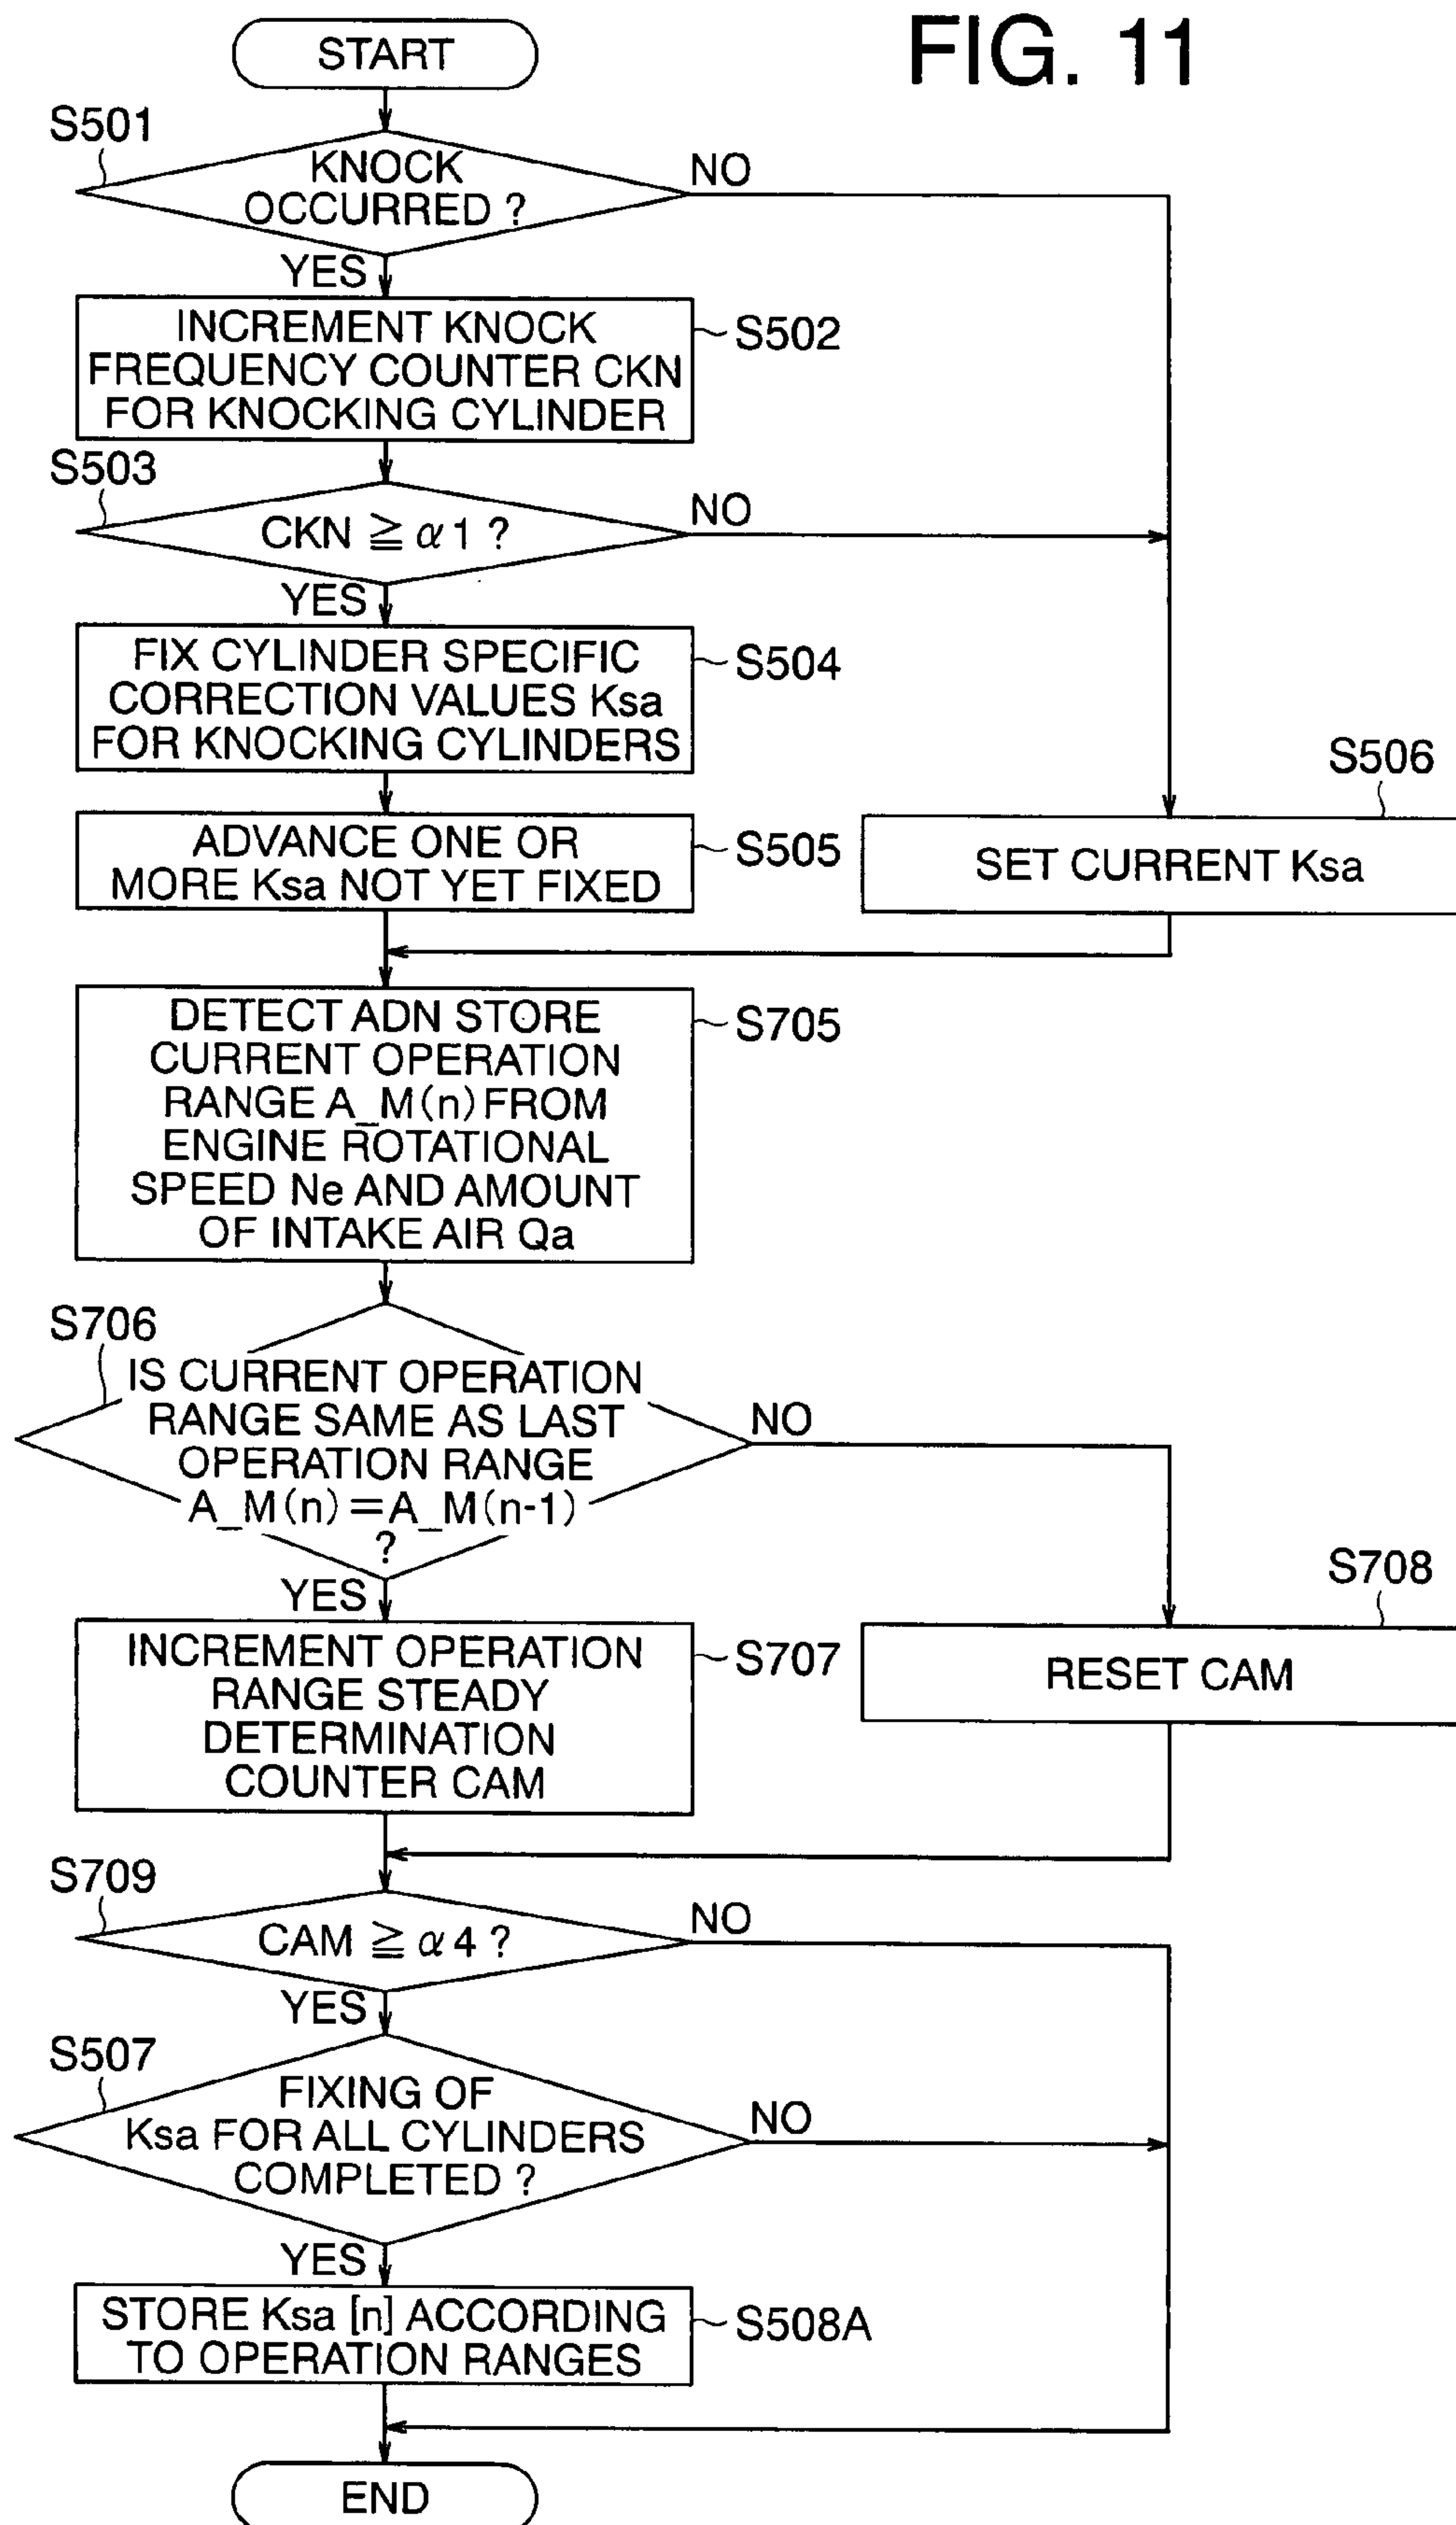 FIG. 11
START
S501
KNOCK
OCCURRED ?
NO
YES
INCREMENT KNOCK
FREQUENCY COUNTER CKN
FOR KNOCKING CYLINDER
S502
S503
CKN ≧ α1 ?
NO
YES
FIX CYLINDER SPECIFIC
CORRECTION VALUES Ksa
FOR KNOCKING CYLINDERS
S504
ADVANCE ONE OR
MORE Ksa NOT YET FIXED
S505
S506
SET CURRENT Ksa
DETECT ADN STORE
CURRENT OPERATION
RANGE A_M(n) FROM
ENGINE ROTATIONAL
SPEED Ne AND AMOUNT
OF INTAKE AIR Qa
S705
S706
IS CURRENT OPERATION
RANGE SAME AS LAST
OPERATION RANGE
A_M(n)=A_M(n-1)
?
NO
YES
INCREMENT OPERATION
RANGE STEADY
DETERMINATION
COUNTER CAM
S707
S708
RESET CAM
S709
CAM ≧ α4 ?
NO
YES
S507
FIXING OF
Ksa FOR ALL CYLINDERS
COMPLETED ?
NO
YES
STORE Ksa [n] ACCORDING
TO OPERATION RANGES
S508A
END